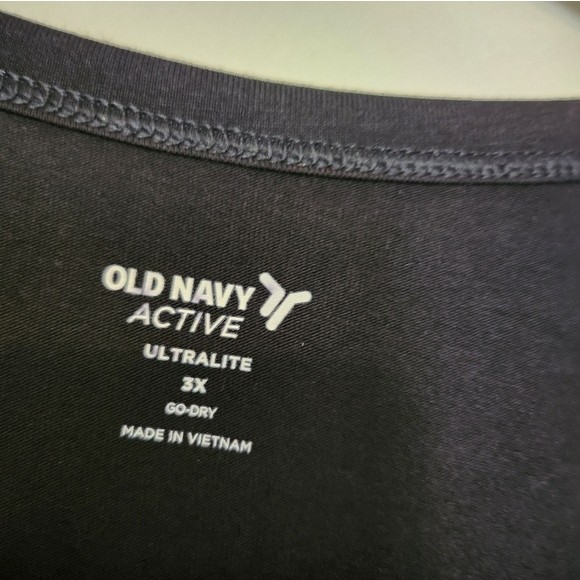 OLD NAVY
ACTIVE
ULTRALITE
3X
GO-DRY
MADE IN VIETNAM